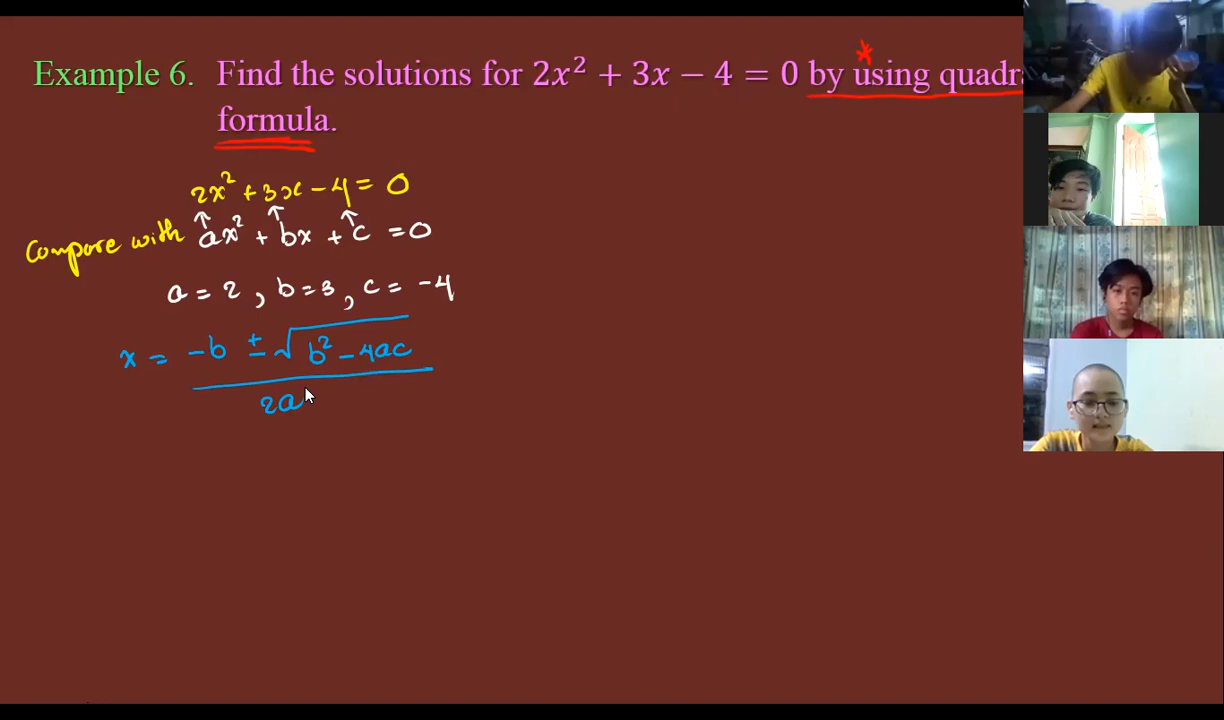 Example 6. Find the solutions for 2x² + 3x − 4 = 0 by using
formula.
*
2x² + 3x − 4 = 0
Compare with ax² + bx + c = 0
a = 2 , b = 3 , c = -4
x = -b ± √b² − 4ac
2a